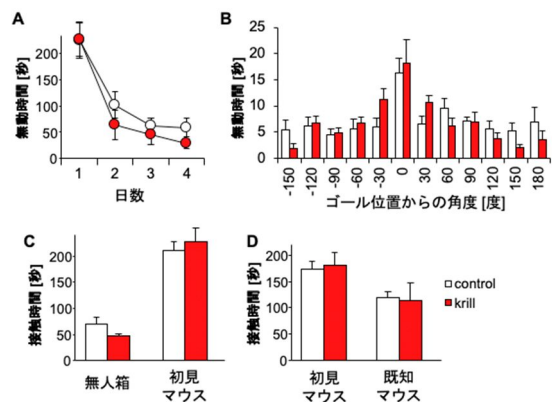 A
無動時間 [秒]
200
150
100
50
0
1 2 3 4
日数
B
無動時間 [秒]
25
20
15
10
5
0
-150 -120 -90 -60 -30 0 30 60 90 120 150 180
ゴール位置からの角度 [度]
C
接触時間 [秒]
200
150
100
50
0
無人箱
初見
マウス
D
接触時間 [秒]
200
150
100
50
0
初見
マウス
既知
マウス
control
krill